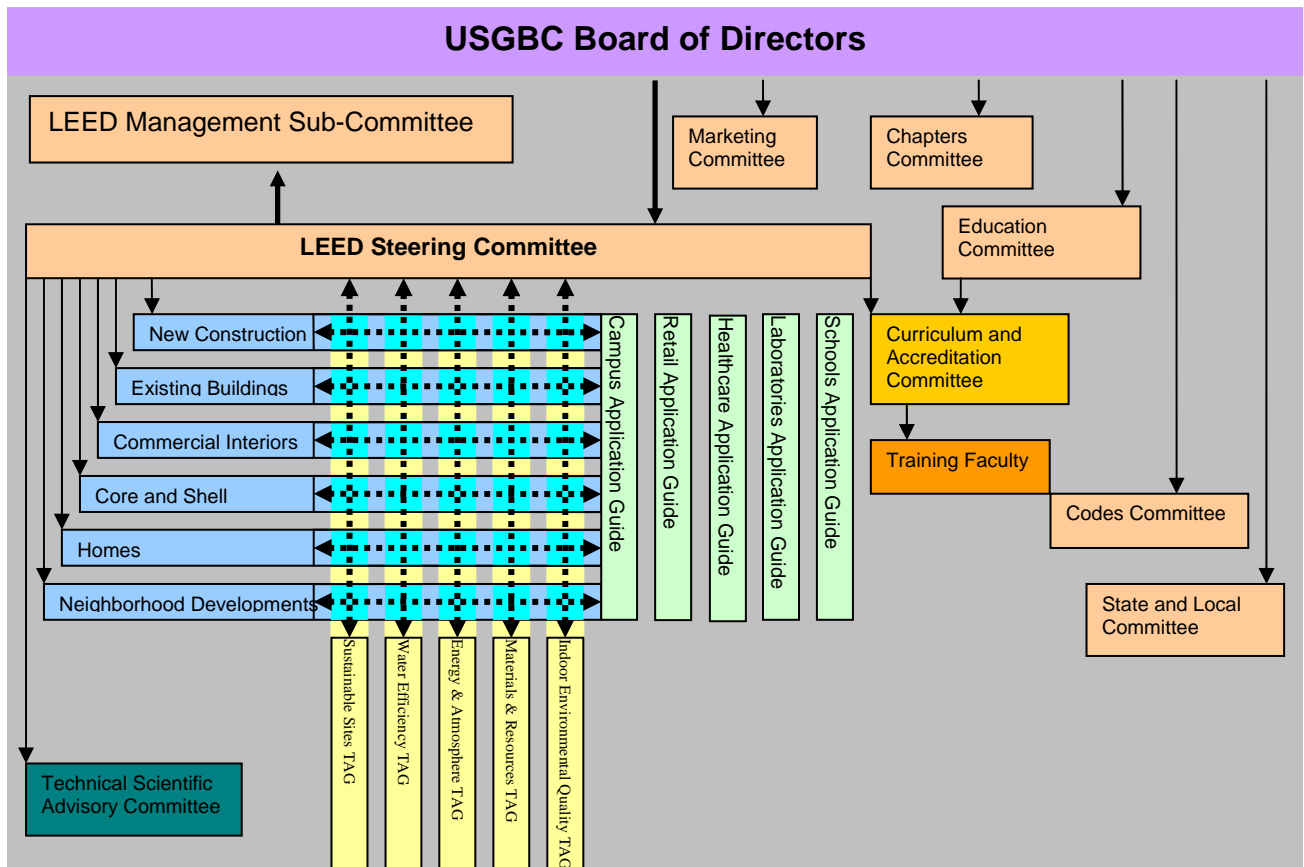 USGBC Board of Directors
LEED Management Sub-Committee
Marketing
Committee
Chapters
Committee
Education
Committee
LEED Steering Committee
New Construction
Existing Buildings
Commercial Interiors
Core and Shell
Homes
Neighborhood Developments
Campus Application Guide
Retail Application Guide
Healthcare Application Guide
Laboratories Application Guide
Schools Application Guide
Curriculum and
Accreditation
Committee
Training Faculty
Codes Committee
State and Local
Committee
Sustainable Sites TAG
Water Efficiency TAG
Energy & Atmosphere TAG
Materials & Resources TAG
Indoor Environmental Quality TAG
Technical Scientific
Advisory Committee